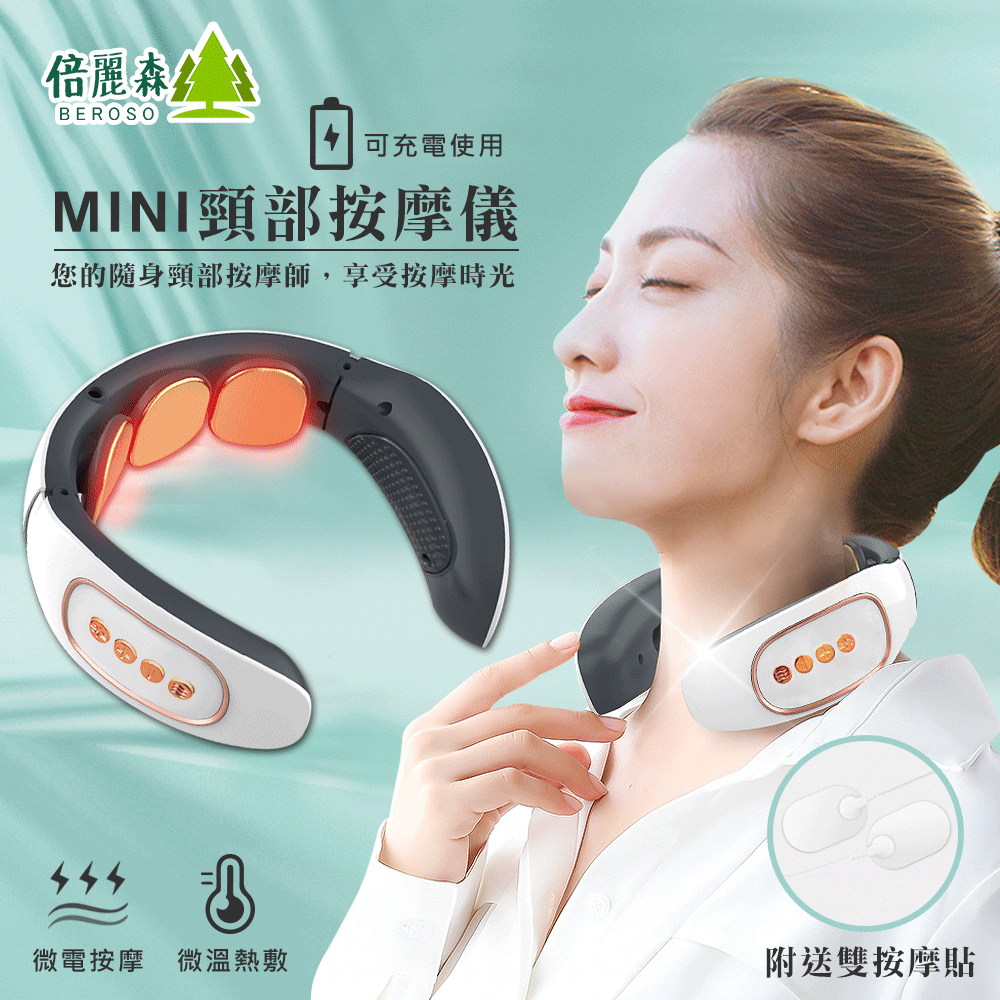 倍麗森
BEROSO
可充電使用
MINI頸部按摩儀
您的隨身頸部按摩師，享受按摩時光
微電按摩
微溫熱敷
附送雙按摩貼